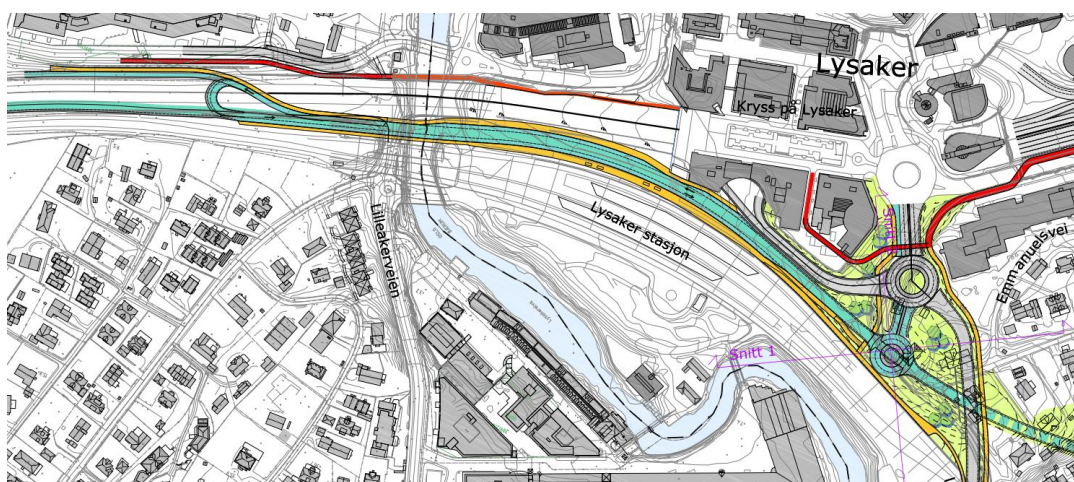 Lysaker
Kryss på Lysaker
Snitt
Lysaker stasjon
Lilleakerveien
Emmanuelsvei
Snitt 1